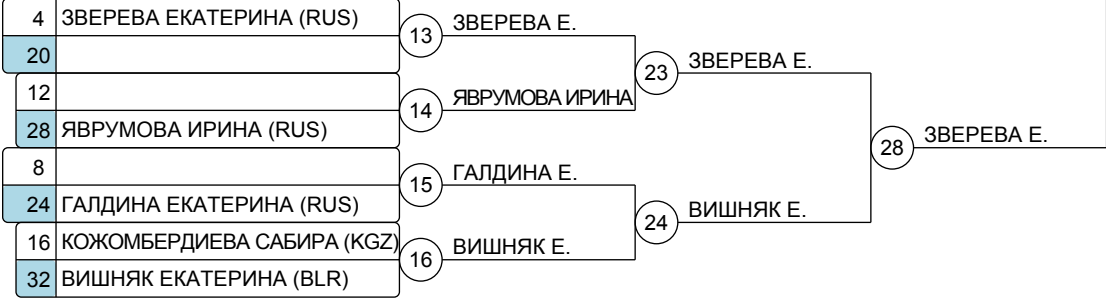 4 ЗВЕРЕВА ЕКАТЕРИНА (RUS)
20
12
28 ЯВРУМОВА ИРИНА (RUS)
8
24 ГАЛДИНА ЕКАТЕРИНА (RUS)
16 КОЖОМБЕРДИЕВА САБИРА (KGZ)
32 ВИШНЯК ЕКАТЕРИНА (BLR)
13 ЗВЕРЕВА Е.
14 ЯВРУМОВА ИРИНА
15 ГАЛДИНА Е.
16 ВИШНЯК Е.
23 ЗВЕРЕВА Е.
24 ВИШНЯК Е.
28 ЗВЕРЕВА Е.